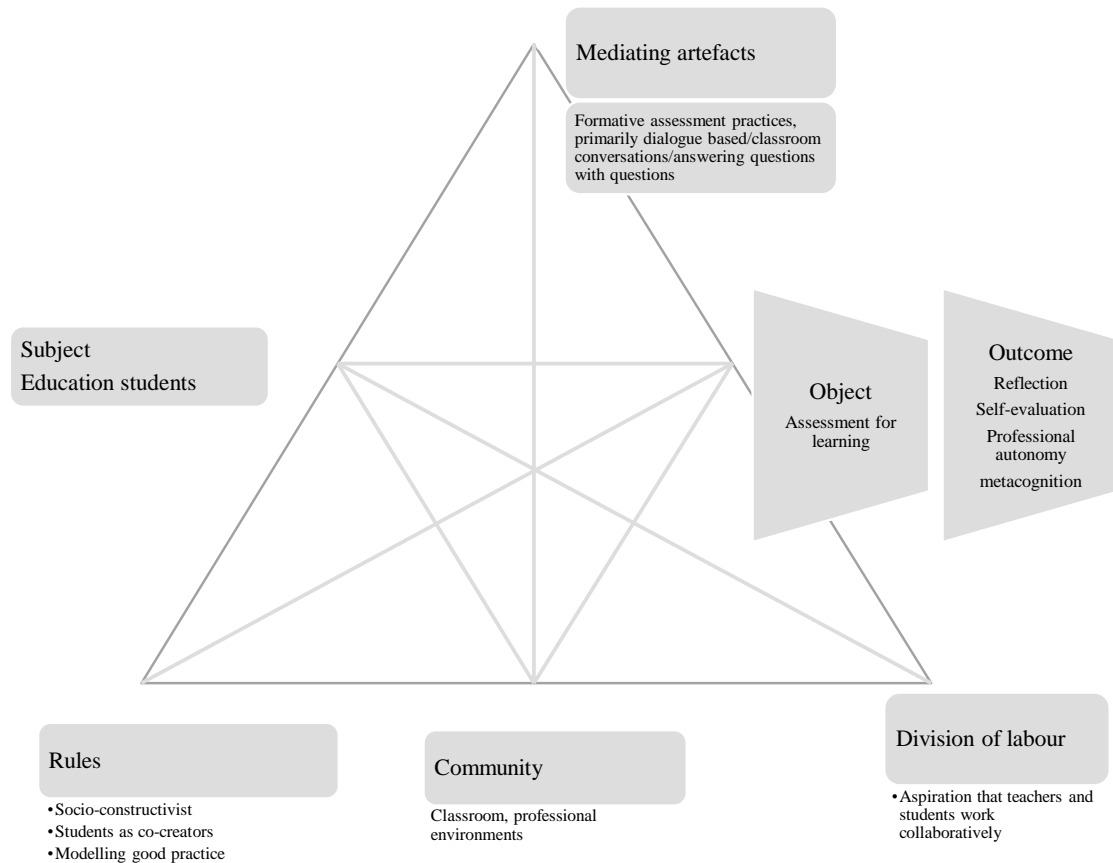 Mediating artefacts
Formative assessment practices,
primarily dialogue based/classroom
conversations/answering questions
with questions
Subject
Education students
Object
Assessment for
learning
Outcome
Reflection
Self-evaluation
Professional
autonomy
metacognition
Rules
•Socio-constructivist
•Students as co-creators
•Modelling good practice
Community
Classroom, professional
environments
Division of labour
•Aspiration that teachers and
students work
collaboratively